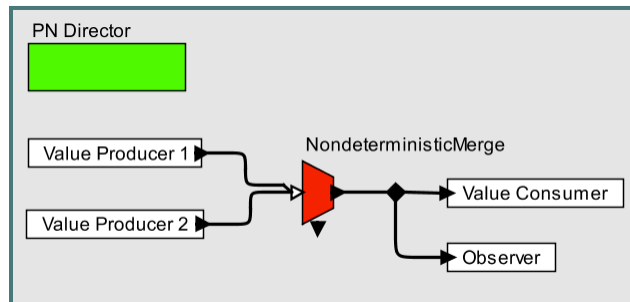 PN Director
Value Producer 1
NondeterministicMerge
Value Producer 2
Value Consumer
Observer